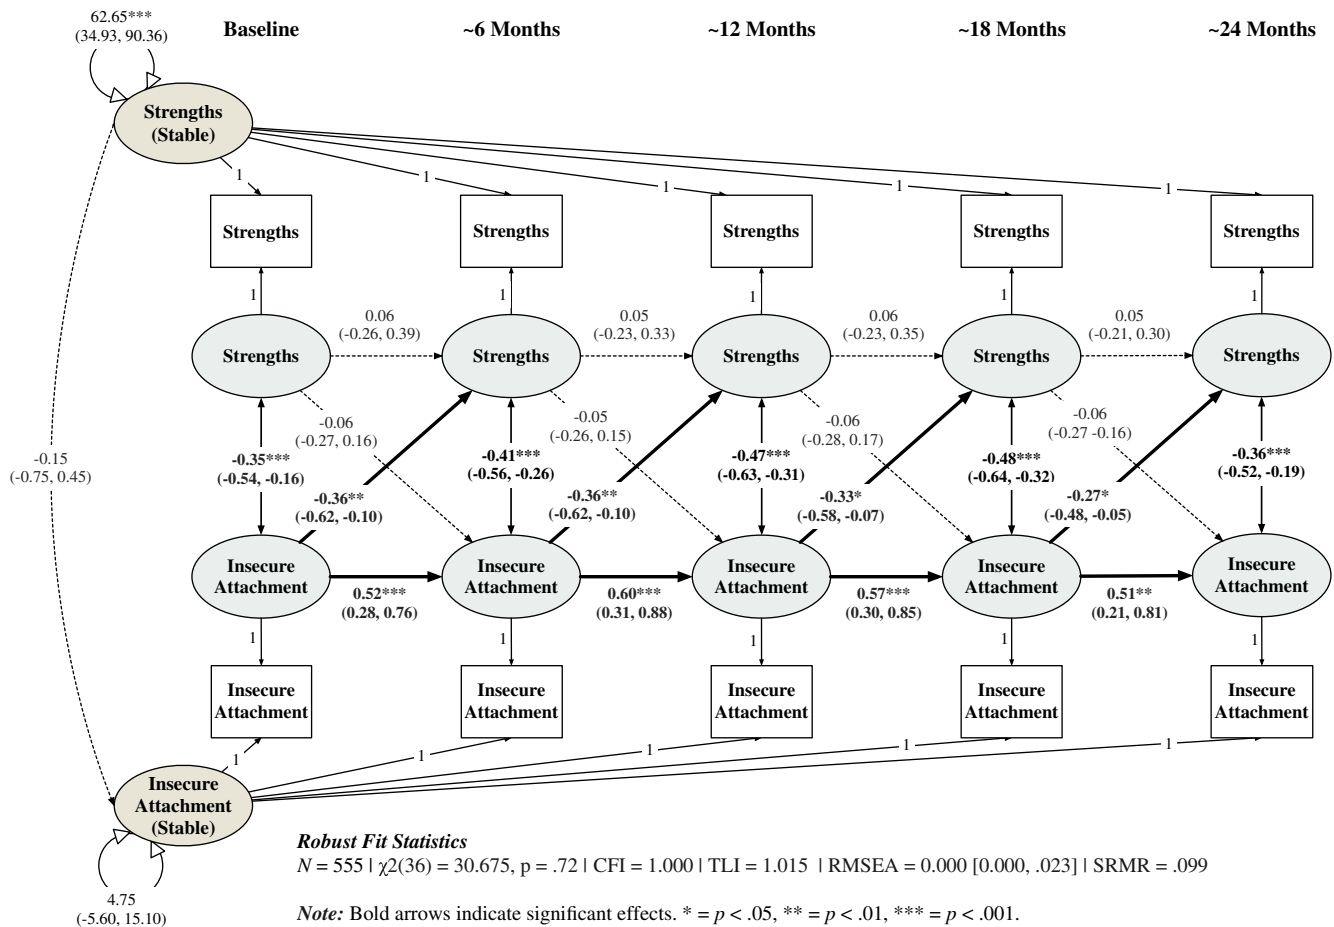 62.65***
(34.93, 90.36)
Baseline
~6 Months
~12 Months
~18 Months
~24 Months
Strengths
(Stable)
1
1
1
1
1
Strengths
Strengths
Strengths
Strengths
Strengths
1
1
1
1
1
0.06
(-0.26, 0.39)
0.05
(-0.23, 0.33)
0.06
(-0.23, 0.35)
0.05
(-0.21, 0.30)
Strengths
Strengths
Strengths
Strengths
Strengths
-0.06
(-0.27, 0.16)
-0.05
(-0.26, 0.15)
-0.06
(-0.28, 0.17)
-0.06
(-0.27 -0.16)
-0.15
(-0.75, 0.45)
-0.35***
(-0.54, -0.16)
-0.41***
(-0.56, -0.26)
-0.47***
(-0.63, -0.31)
-0.48***
(-0.64, -0.32)
-0.36***
(-0.52, -0.19)
-0.36**
(-0.62, -0.10)
-0.36**
(-0.62, -0.10)
-0.33*
(-0.58, -0.07)
-0.27*
(-0.48, -0.05)
Insecure
Attachment
Insecure
Attachment
Insecure
Attachment
Insecure
Attachment
Insecure
Attachment
0.52***
(0.28, 0.76)
0.60***
(0.31, 0.88)
0.57***
(0.30, 0.85)
0.51**
(0.21, 0.81)
1
1
1
1
1
Insecure
Attachment
Insecure
Attachment
Insecure
Attachment
Insecure
Attachment
Insecure
Attachment
1
1
1
1
1
Insecure
Attachment
(Stable)
4.75
(-5.60, 15.10)
Robust Fit Statistics
N = 555 | χ2(36) = 30.675, p = .72 | CFI = 1.000 | TLI = 1.015 | RMSEA = 0.000 [0.000, .023] | SRMR = .099
Note: Bold arrows indicate significant effects. * = p < .05, ** = p < .01, *** = p < .001.